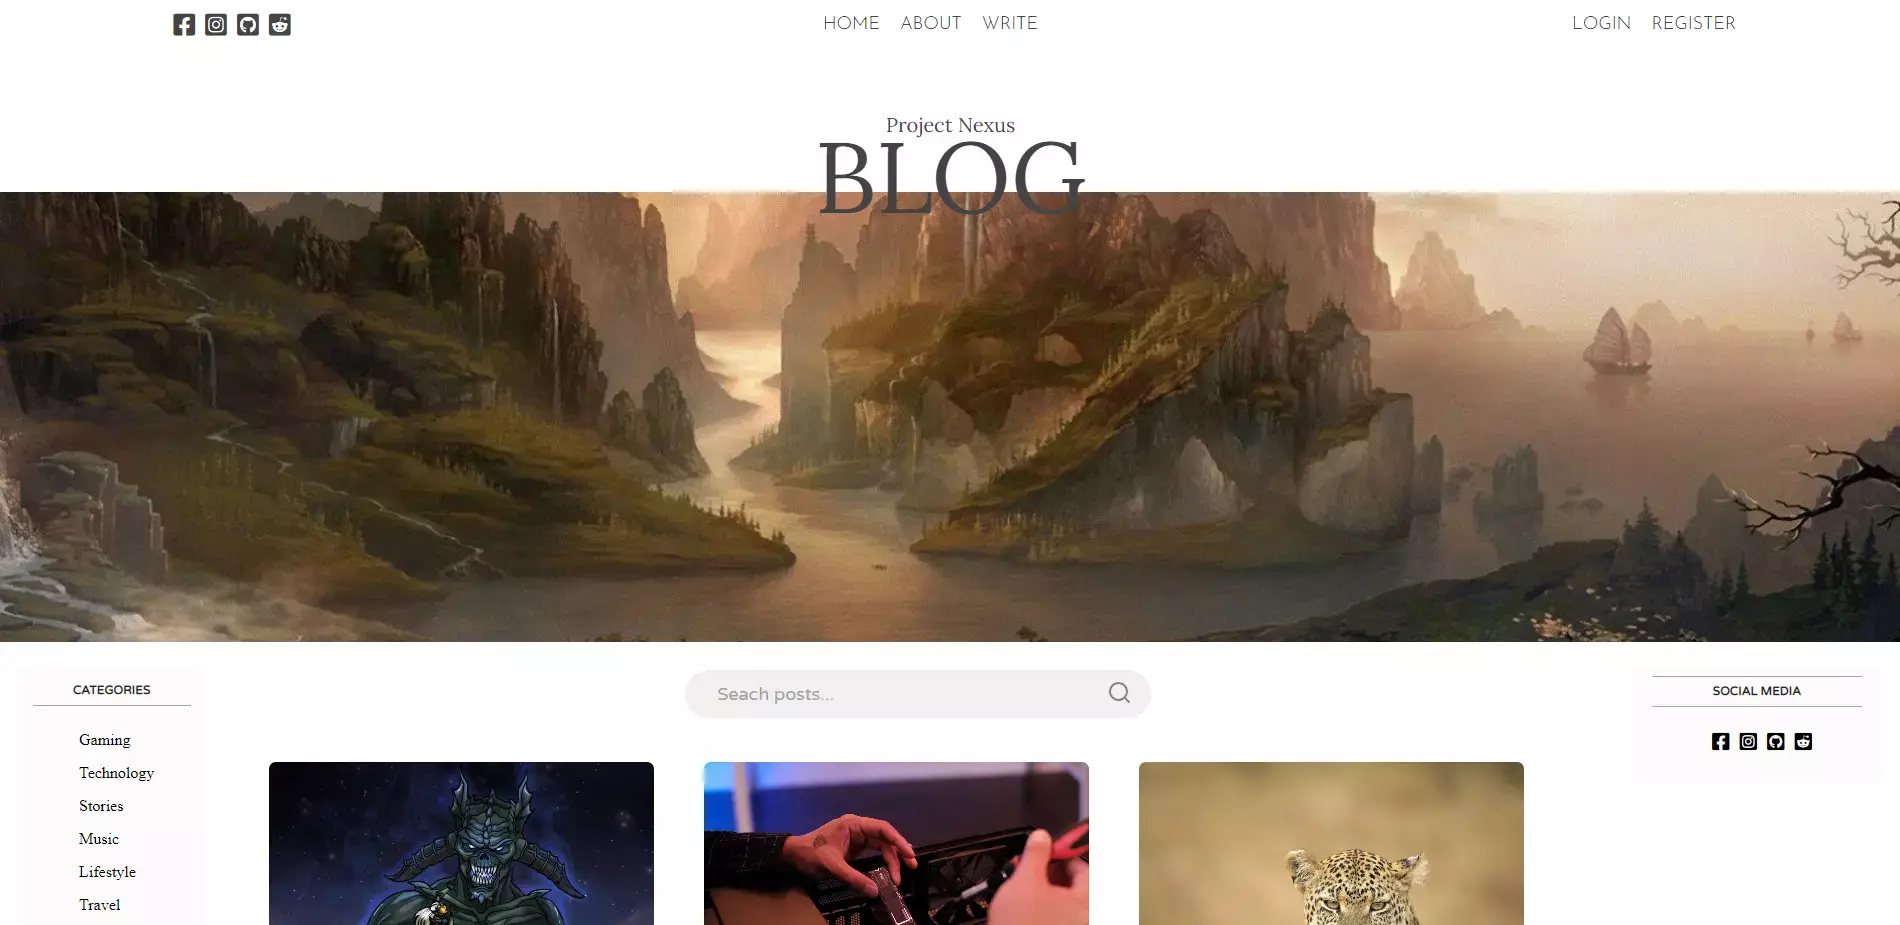 HOME ABOUT WRITE
LOGIN REGISTER
Project Nexus
BLOG
CATEGORIES
Gaming
Technology
Stories
Music
Lifestyle
Travel
Seach posts...
SOCIAL MEDIA